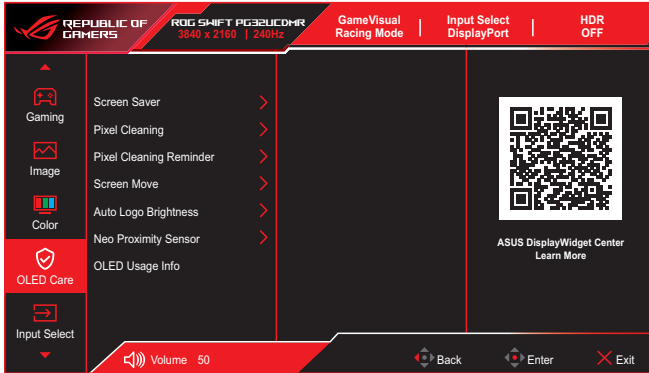 REPUBLIC OF
GAMERS
ROG SWIFT PG32UCDMR
3840 x 2160 | 240Hz
GameVisual
Racing Mode
Input Select
DisplayPort
HDR
OFF
Gaming
Image
Color
OLED Care
Input Select
Screen Saver
Pixel Cleaning
Pixel Cleaning Reminder
Screen Move
Auto Logo Brightness
Neo Proximity Sensor
OLED Usage Info
ASUS DisplayWidget Center
Learn More
Volume 50
Back
Enter
Exit